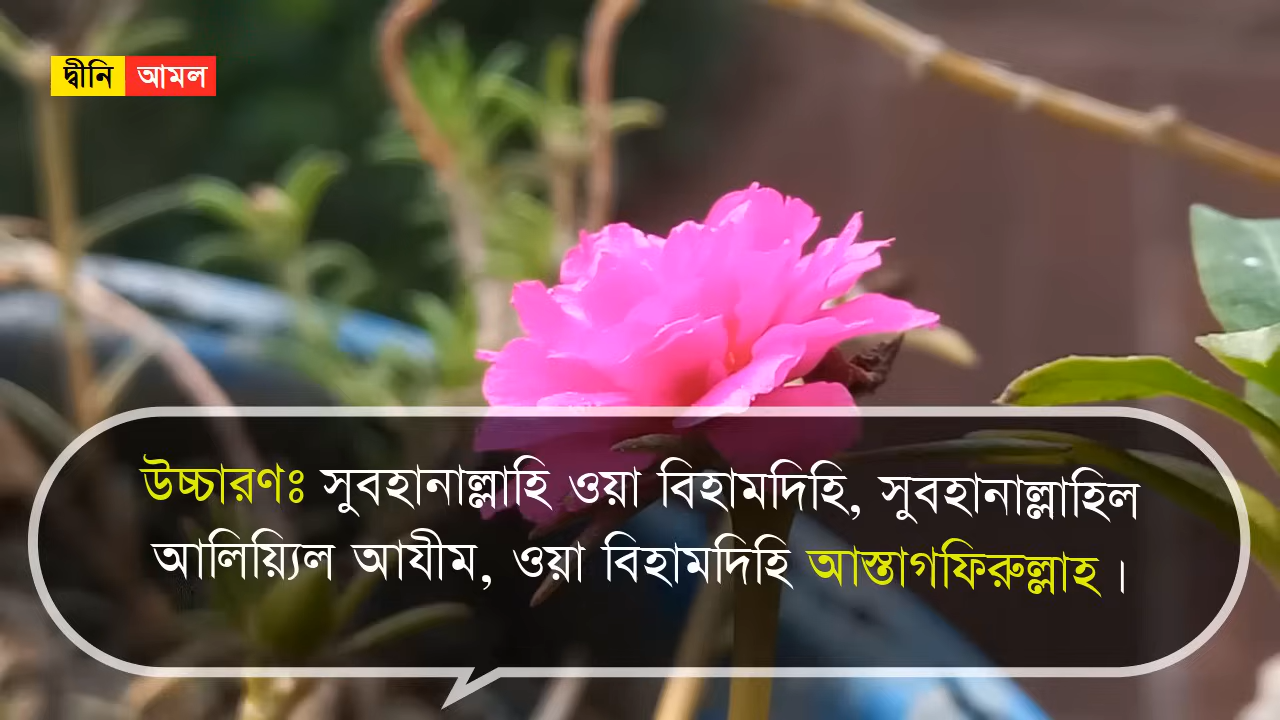 দ্বীনি আমল
উচ্চারণঃ সুবহানাল্লাহি ওয়া বিহামদিহি, সুবহানাল্লাহিল
আলিয়্যিল আযীম, ওয়া বিহামদিহি আস্তাগফিরুল্লাহ ।